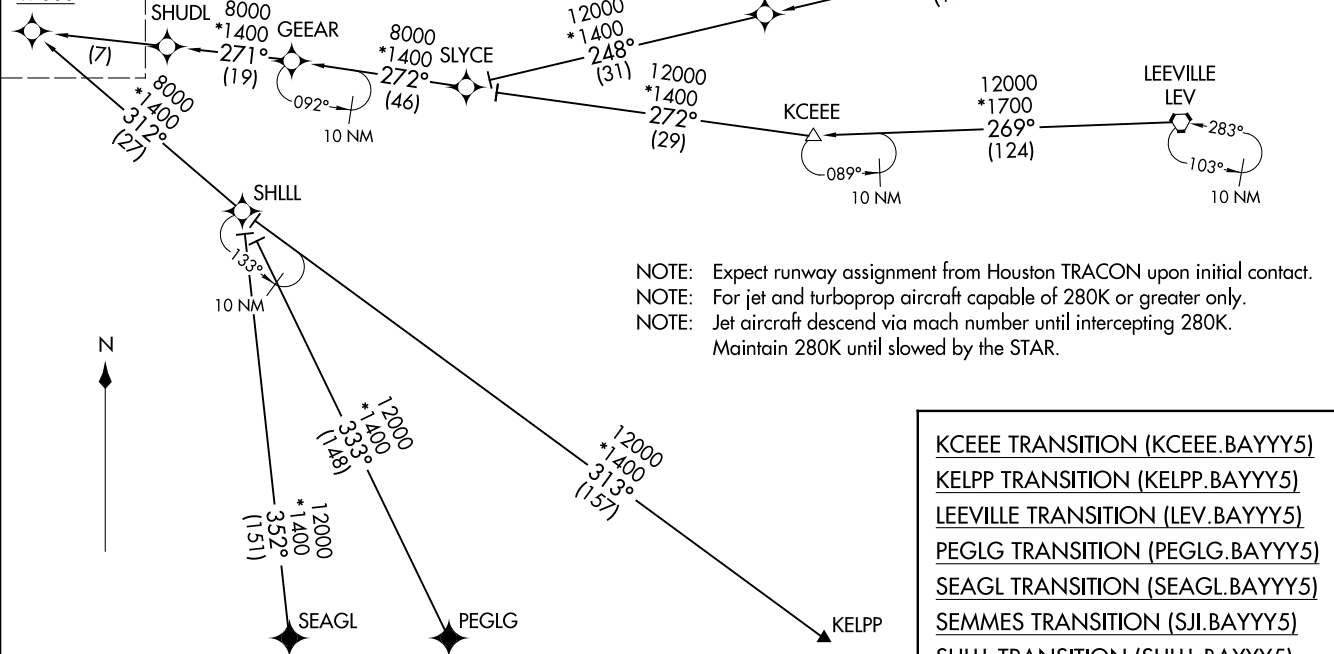 SHUDL
8000
*1400
271°
(19)
GEEAR
8000
*1400
272°
(46)
SLYCE
12000
*1400
248°
(31)
(7)
092°
10 NM
12000
*1400
272°
(29)
KCEEE
089°
10 NM
12000
*1700
269°
(124)
LEEVILLE
LEV
283°
103°
10 NM
8000
*1400
312°
(27)
SHLLL
133°
10 NM
NOTE: Expect runway assignment from Houston TRACON upon initial contact.
NOTE: For jet and turboprop aircraft capable of 280K or greater only.
NOTE: Jet aircraft descend via mach number until intercepting 280K.
Maintain 280K until slowed by the STAR.
N
12000
*1400
352°
(151)
12000
*1400
333°
(148)
12000
*1400
313°
(157)
SEAGL
PEGLG
KELPP
KCEEE TRANSITION (KCEEE.BAYYY5)
KELPP TRANSITION (KELPP.BAYYY5)
LEEVILLE TRANSITION (LEV.BAYYY5)
PEGLG TRANSITION (PEGLG.BAYYY5)
SEAGL TRANSITION (SEAGL.BAYYY5)
SEMMES TRANSITION (SJI.BAYYY5)
SHLLL TRANSITION (SHLLL.BAYYY5)